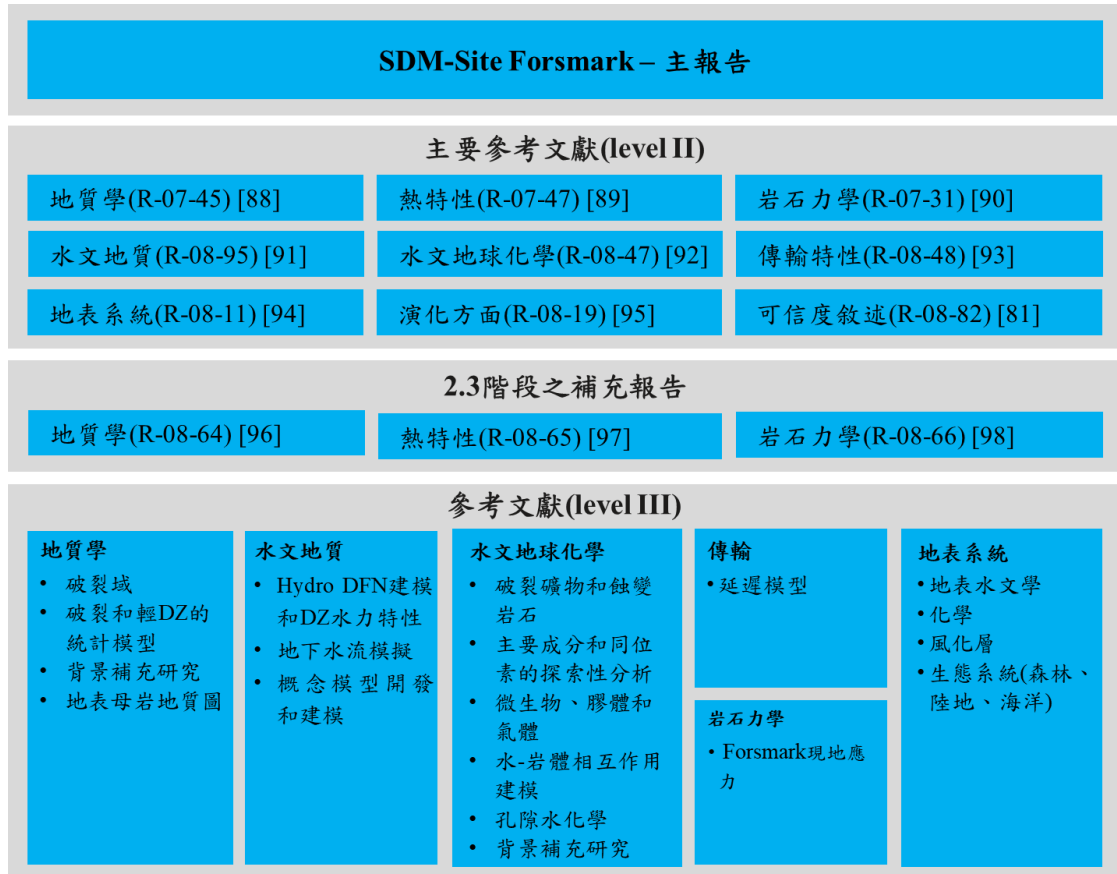 SDM-Site Forsmark – 主報告
主要參考文獻(level II)
地質學(R-07-45) [88]
熱特性(R-07-47) [89]
岩石力學(R-07-31) [90]
水文地質(R-08-95) [91]
水文地球化學(R-08-47) [92]
傳輸特性(R-08-48) [93]
地表系統(R-08-11) [94]
演化方面(R-08-19) [95]
可信度敘述(R-08-82) [81]
2.3階段之補充報告
地質學(R-08-64) [96]
熱特性(R-08-65) [97]
岩石力學(R-08-66) [98]
參考文獻(level III)
地質學
• 破裂域
• 破裂和輕DZ的
統計模型
• 背景補充研究
• 地表母岩地質圖
水文地質
• Hydro DFN建模
和DZ水力特性
• 地下水流模擬
• 概念模型開發
和建模
水文地球化學
• 破裂礦物和蝕變
岩石
• 主要成分和同位
素的探索性分析
• 微生物、膠體和
氣體
• 水-岩體相互作用
建模
• 孔隙水化學
• 背景補充研究
傳輸
• 延遲模型
岩石力學
• Forsmark現地應
力
地表系統
• 地表水文學
• 化學
• 風化層
• 生態系統(森林、
陸地、海洋)